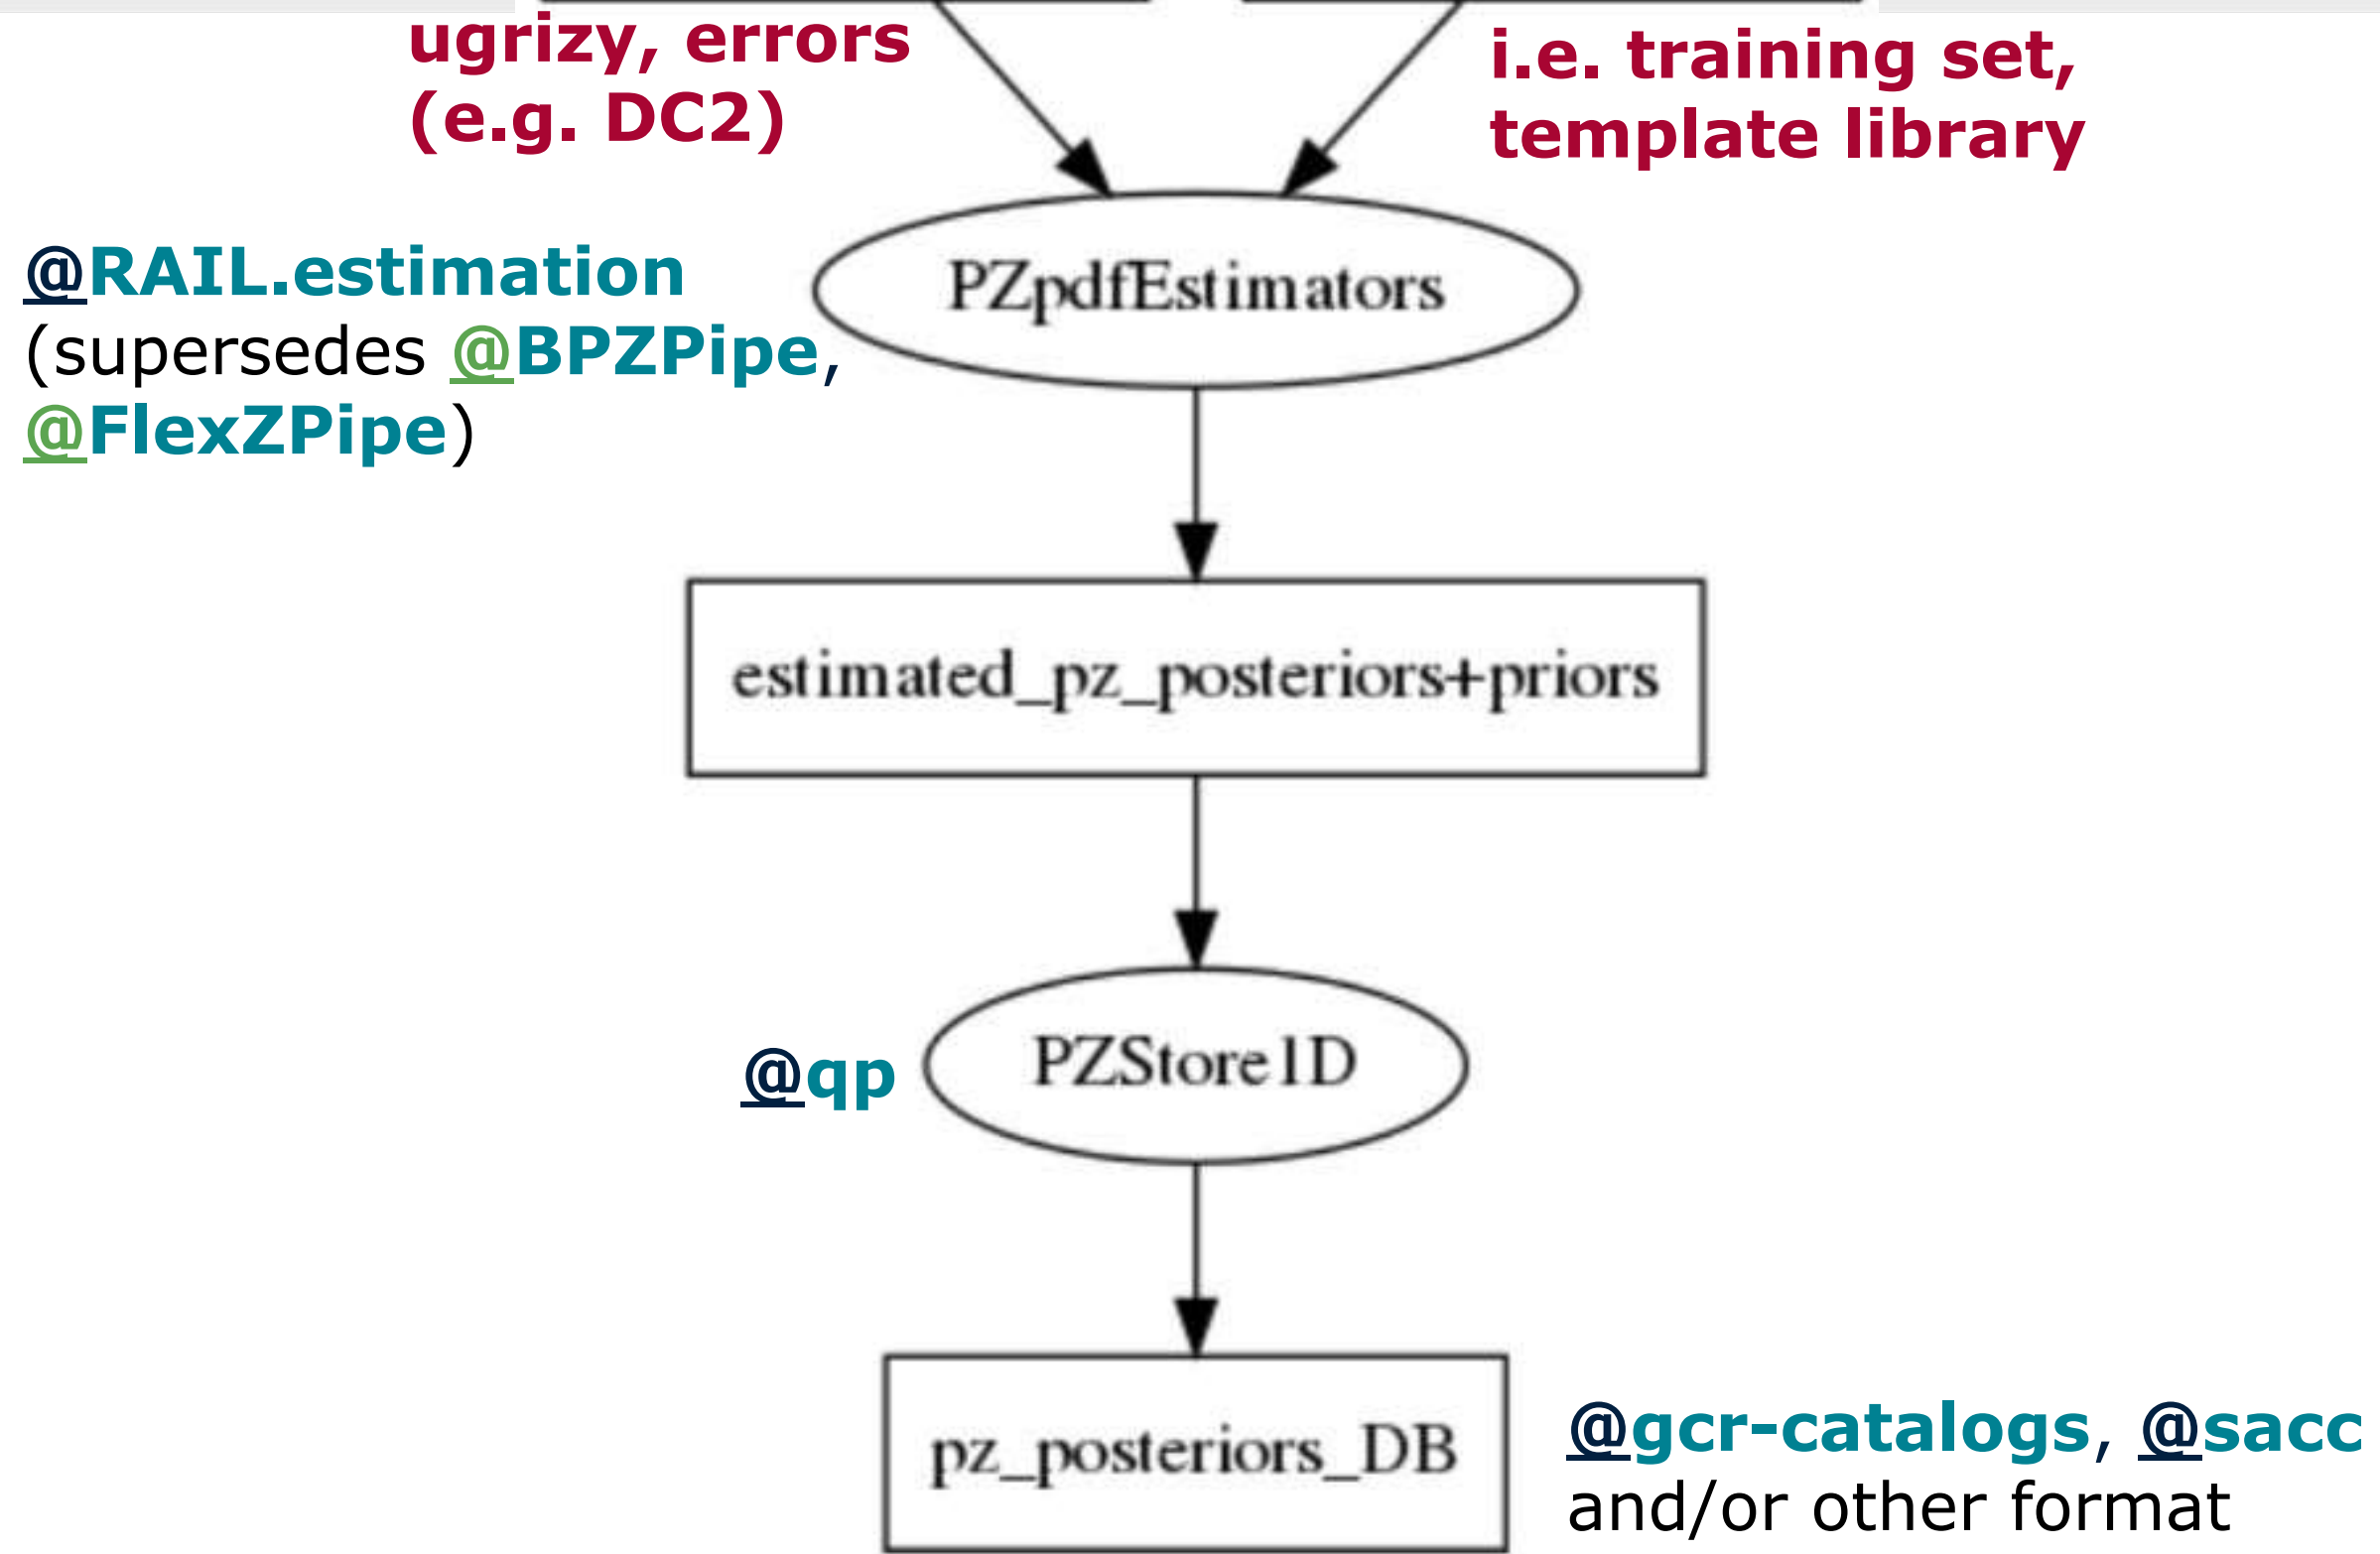 ugrizy, errors
(e.g. DC2)
i.e. training set,
template library
@RAIL.estimation
(supersedes @BPZPipe,
@FlexZPipe)
PZpdfEstimators
estimated_pz_posteriors+priors
@qp
PZStore1D
pz_posteriors_DB
@gcr-catalogs, @sacc
and/or other format